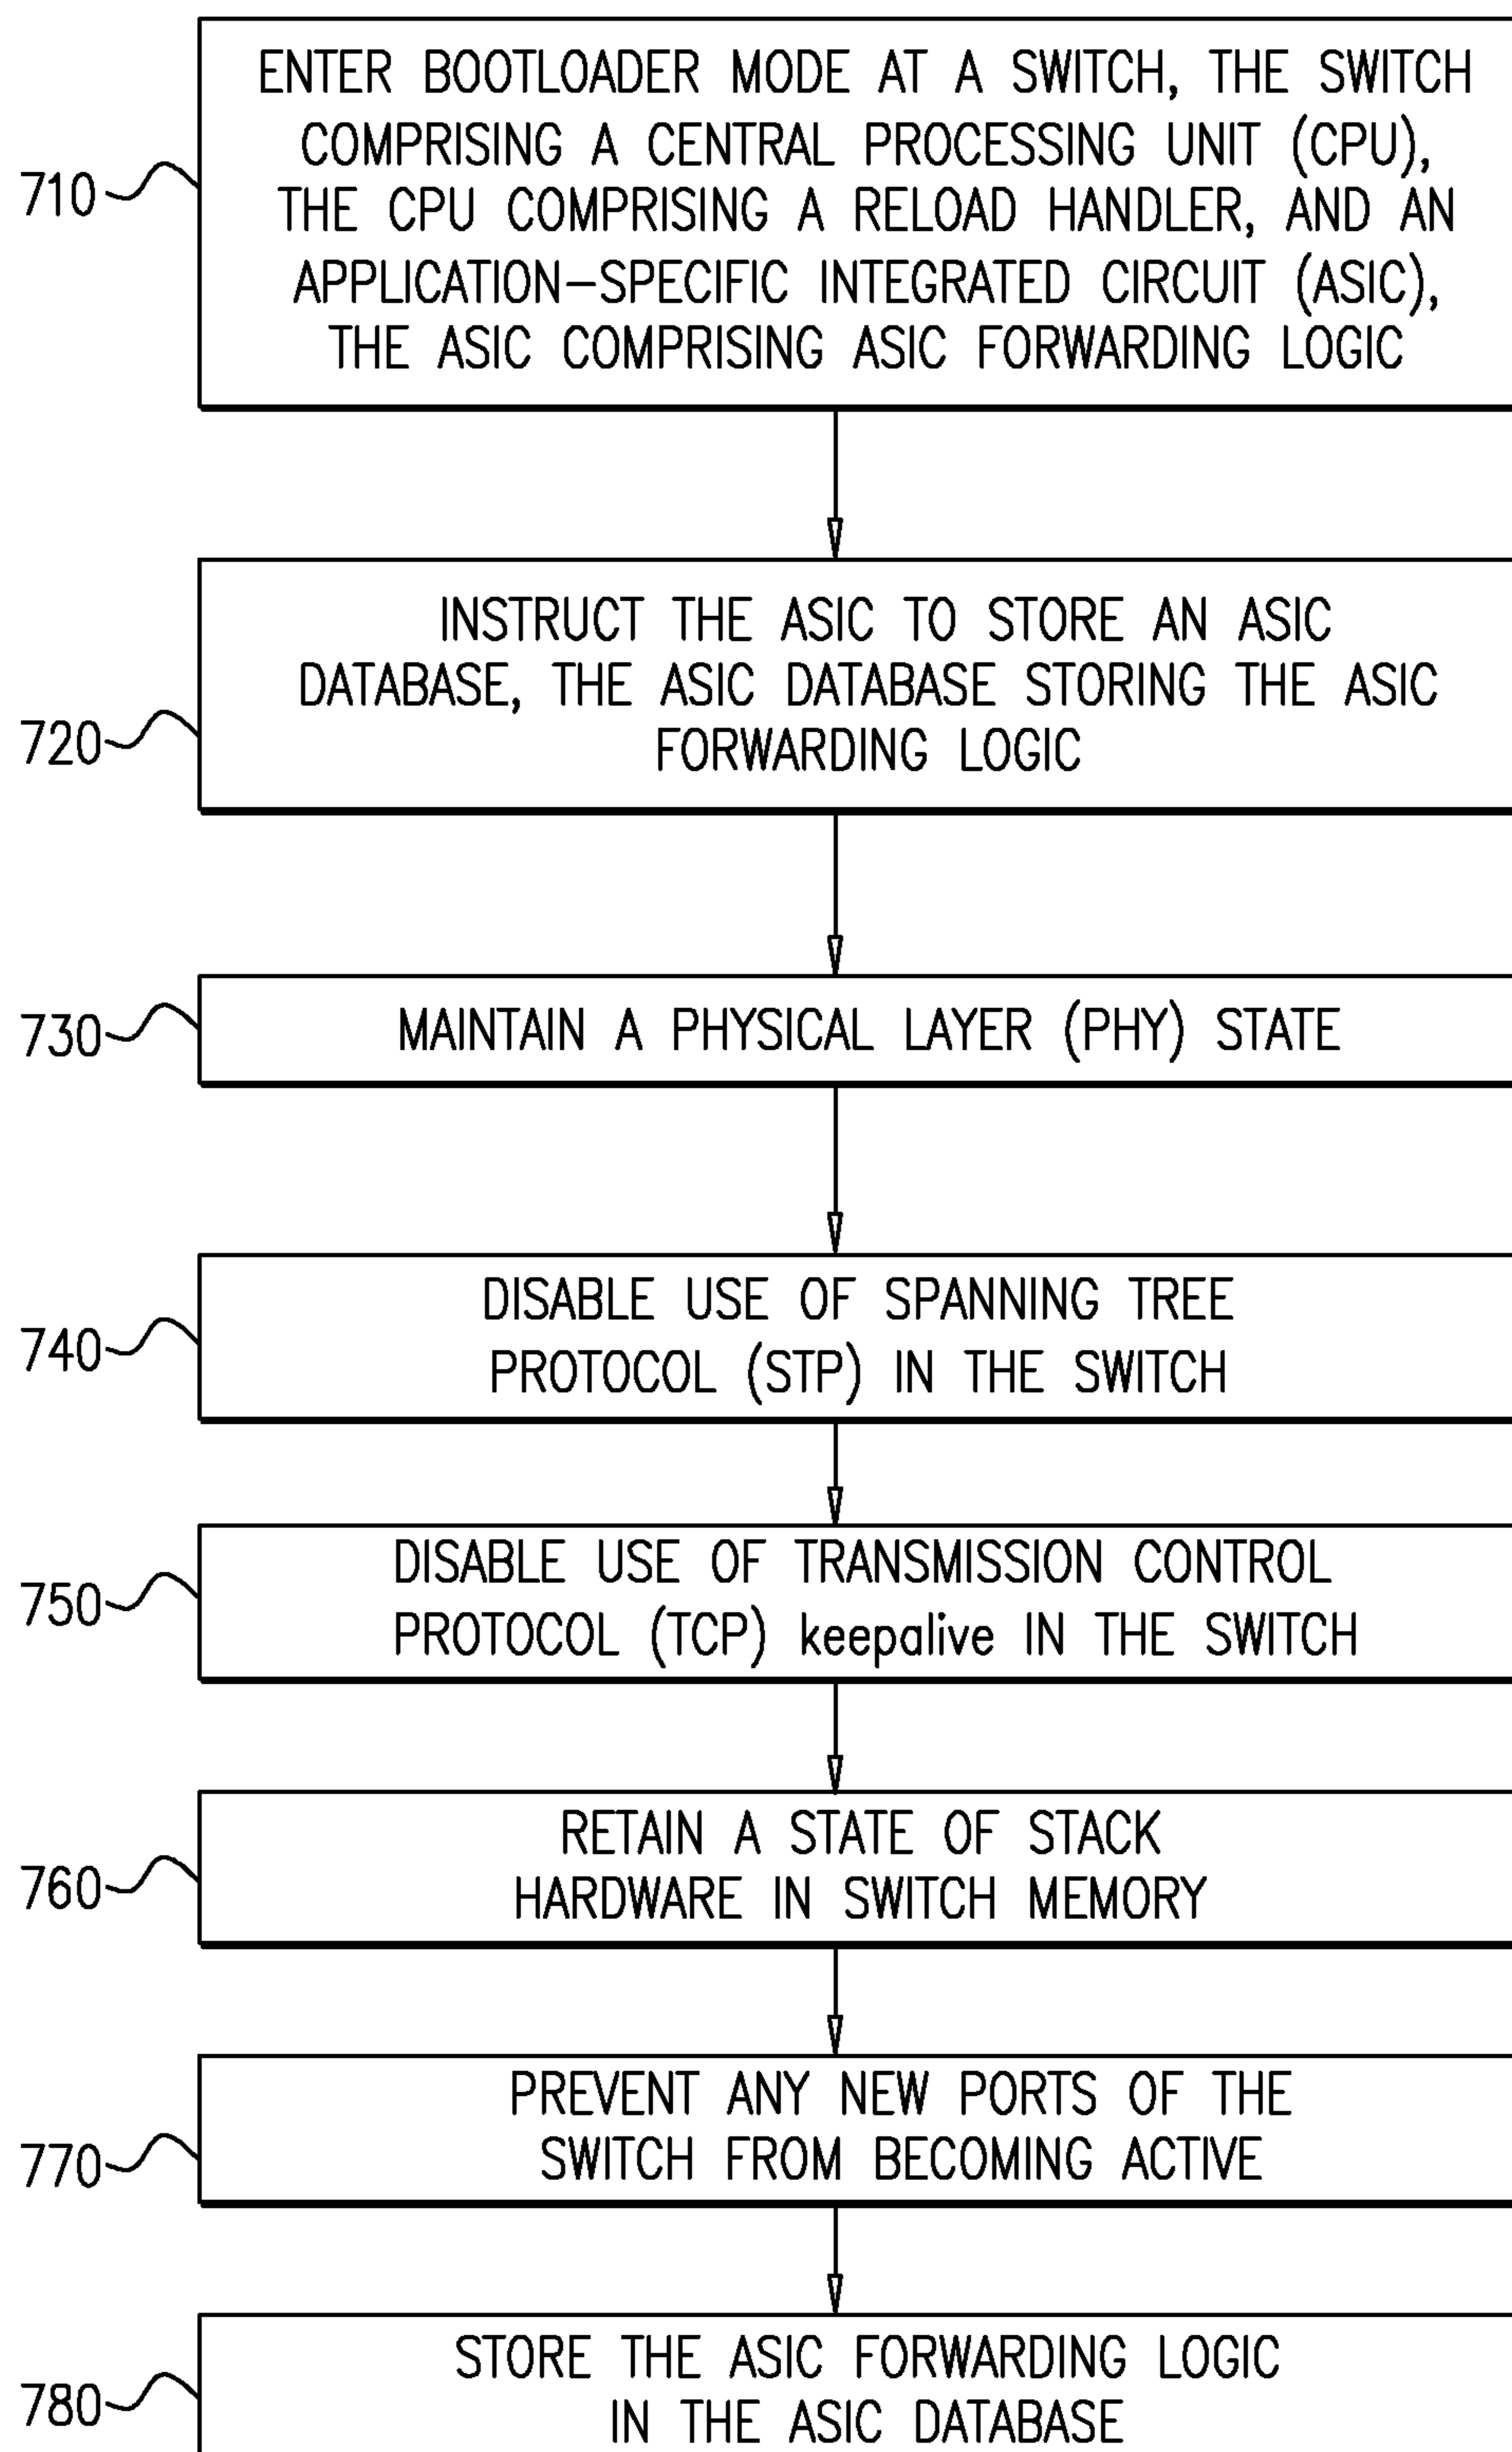 ENTER BOOTLOADER MODE AT A SWITCH, THE SWITCH
COMPRISING A CENTRAL PROCESSING UNIT (CPU),
710
THE CPU COMPRISING A RELOAD HANDLER, AND AN
APPLICATION-SPECIFIC INTEGRATED CIRCUIT (ASIC),
THE ASIC COMPRISING ASIC FORWARDING LOGIC
INSTRUCT THE ASIC TO STORE AN ASIC
DATABASE, THE ASIC DATABASE STORING THE ASIC
720
FORWARDING LOGIC
730
MAINTAIN A PHYSICAL LAYER (PHY) STATE
740
DISABLE USE OF SPANNING TREE
PROTOCOL (STP) IN THE SWITCH
750
DISABLE USE OF TRANSMISSION CONTROL
PROTOCOL (TCP) keepalive IN THE SWITCH
760
RETAIN A STATE OF STACK
HARDWARE IN SWITCH MEMORY
770
PREVENT ANY NEW PORTS OF THE
SWITCH FROM BECOMING ACTIVE
780
STORE THE ASIC FORWARDING LOGIC
IN THE ASIC DATABASE